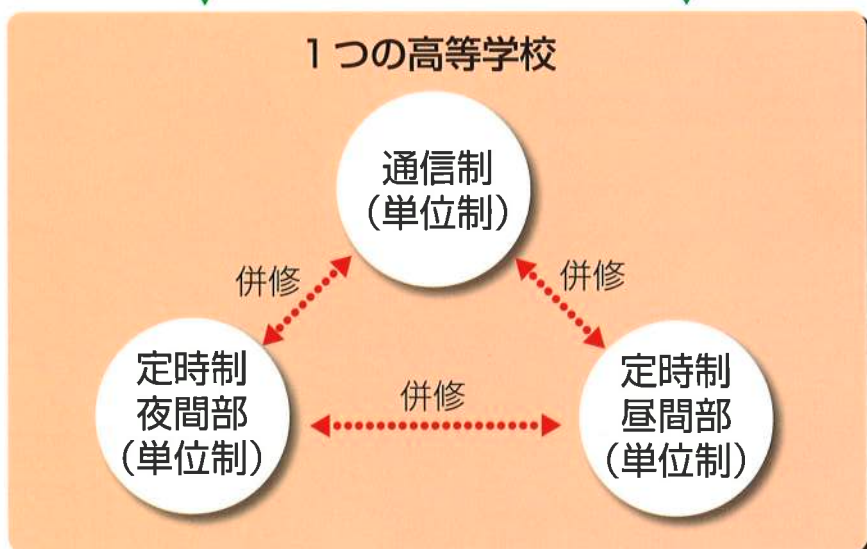 1つの高等学校
通信制
（単位制）
併修
併修
定時制
夜間部
（単位制）
併修
定時制
昼間部
（単位制）